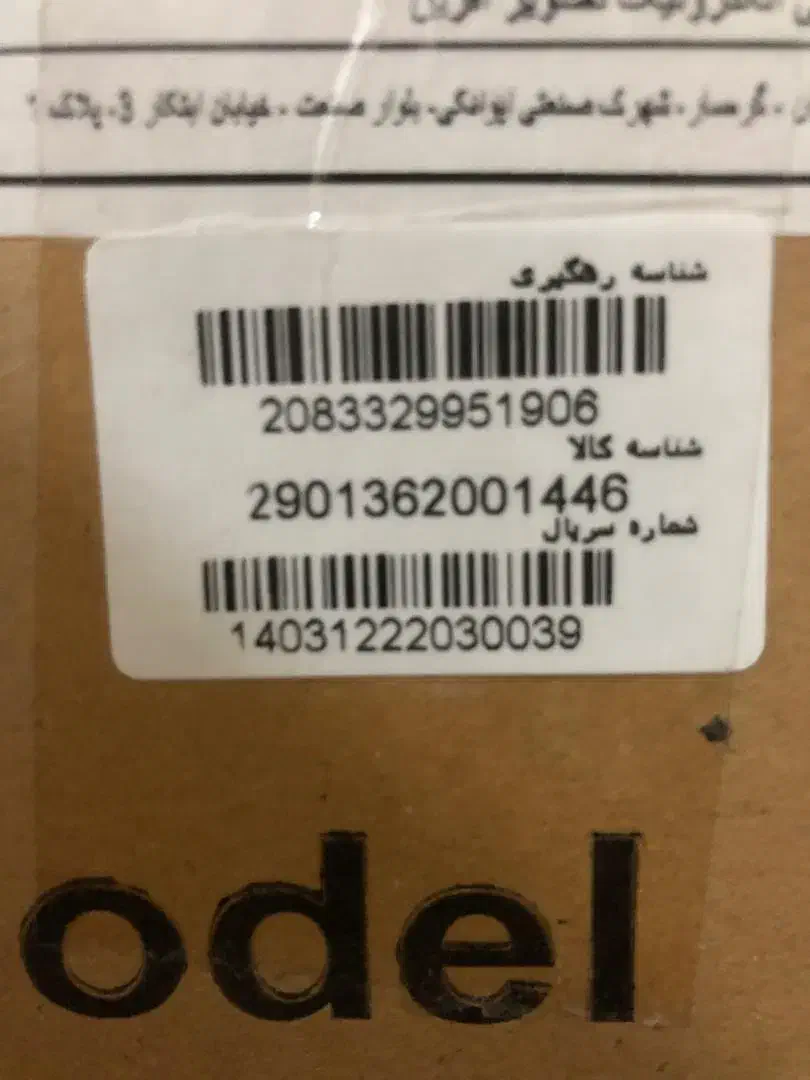 گرمسار - شهرک صنعتی ایوانکی - بلوار صنعت - خیابان ابتکار 3 - پلاک
شناسه رهگیری
2083329951906
شناسه کالا
2901362001446
شماره سریال
14031222030039
odel